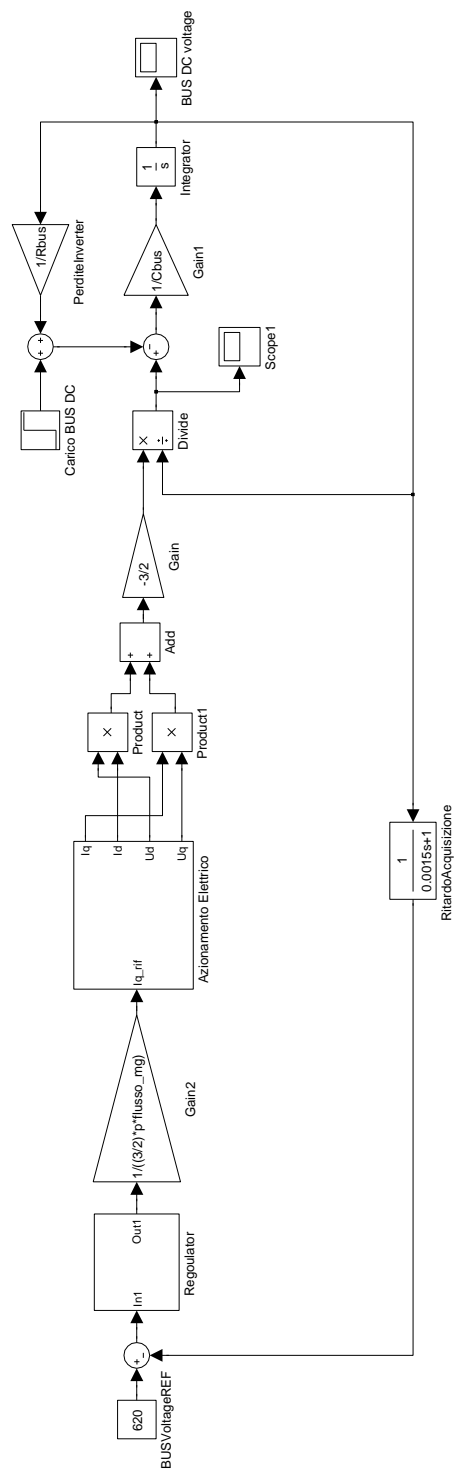 620
BUSVoltageREF
+
-
In1
Out1
Regoulator
1/((3/2)*p*flusso_mg)
Gain2
Iq_rif
Iq
Id
Ud
Uq
Azionamento Elettrico
×
Product
×
Product1
+
+
Add
-3/2
Gain
×
÷
Divide
Scope1
Carico BUS DC
+
+
1/Rbus
PerditeInverter
-
+
1/Cbus
Gain1
1
s
Integrator
BUS DC voltage
1
0.0015s+1
RitardoAcquisizione